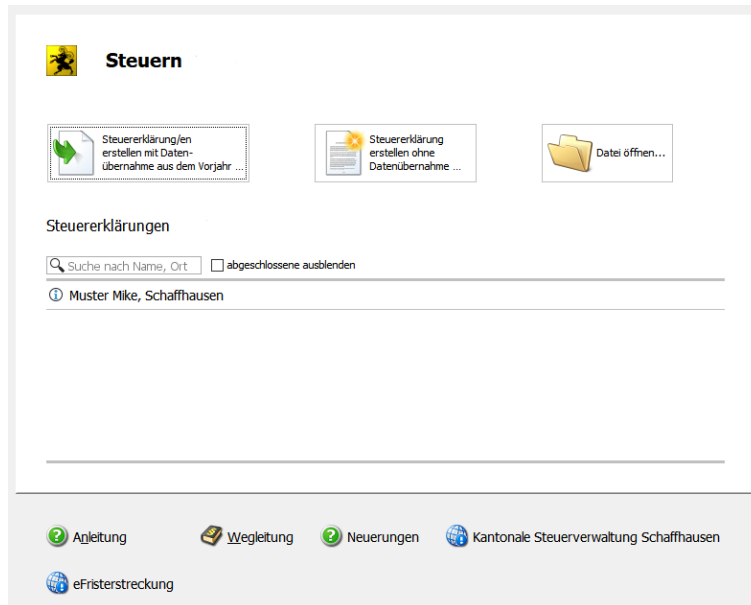 Steuern
Steuererklärung/en
erstellen mit Daten-
übernahme aus dem Vorjahr ...
Steuererklärung
erstellen ohne
Datenübernahme ...
Datei öffnen...
Steuererklärungen
Suche nach Name, Ort
abgeschlossene ausblenden
Muster Mike, Schaffhausen
Anleitung
Wegleitung
Neuerungen
Kantonale Steuerverwaltung Schaffhausen
eFristerstreckung